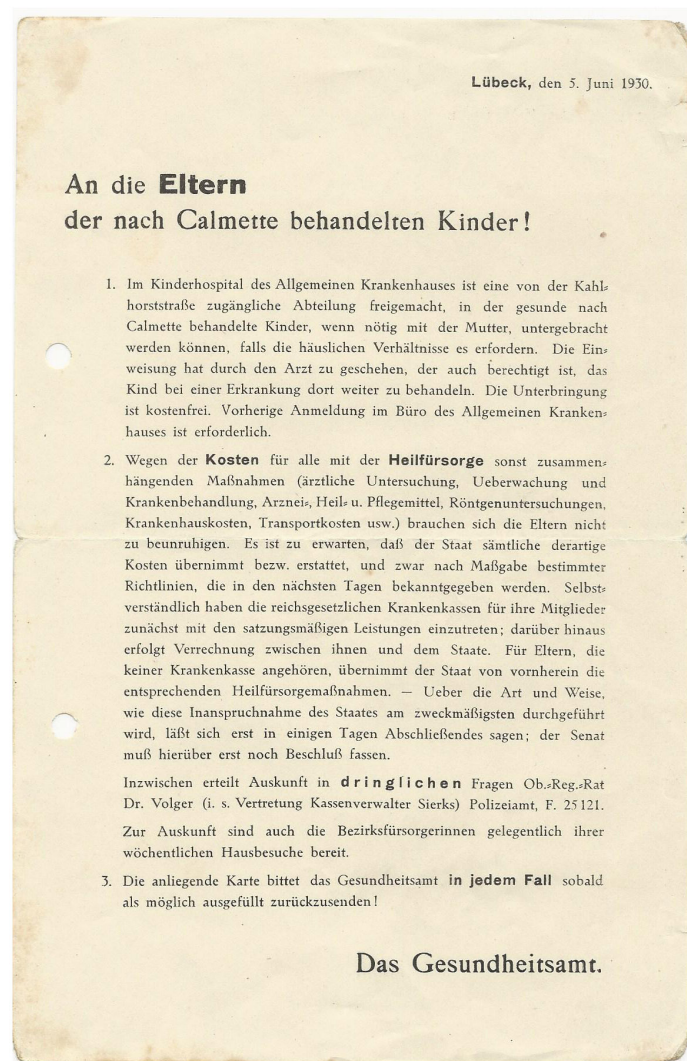 Lübeck, den 5. Juni 1930.
An die Eltern
der nach Calmette behandelten Kinder!
1. Im Kinderhospital des Allgemeinen Krankenhauses ist eine von der Kahl-
horststraße zugängliche Abteilung freigemacht, in der gesunde nach
Calmette behandelte Kinder, wenn nötig mit der Mutter, untergebracht
werden können, falls die häuslichen Verhältnisse es erfordern. Die Ein-
weisung hat durch den Arzt zu geschehen, der auch berechtigt ist, das
Kind bei einer Erkrankung dort weiter zu behandeln. Die Unterbringung
ist kostenfrei. Vorherige Anmeldung im Büro des Allgemeinen Kranken-
hauses ist erforderlich.
2. Wegen der Kosten für alle mit der Heilfürsorge sonst zusammen-
hängenden Maßnahmen (ärztliche Untersuchung, Ueberwachung und
Krankenbehandlung, Arznei-, Heil- u. Pflegemittel, Röntgenuntersuchungen,
Krankenhauskosten, Transportkosten usw.) brauchen sich die Eltern nicht
zu beunruhigen. Es ist zu erwarten, daß der Staat sämtliche derartige
Kosten übernimmt bezw. erstattet, und zwar nach Maßgabe bestimmter
Richtlinien, die in den nächsten Tagen bekanntgegeben werden. Selbst-
verständlich haben die reichsgesetzlichen Krankenkassen für ihre Mitglieder
zunächst mit den satzungsmäßigen Leistungen einzutreten; darüber hinaus
erfolgt Verrechnung zwischen ihnen und dem Staate. Für Eltern, die
keiner Krankenkasse angehören, übernimmt der Staat von vornherein die
entsprechenden Heilfürsorgemaßnahmen. — Ueber die Art und Weise,
wie diese Inanspruchnahme des Staates am zweckmäßigsten durchgeführt
wird, läßt sich erst in einigen Tagen Abschließendes sagen; der Senat
muß hierüber erst noch Beschluß fassen.
Inzwischen erteilt Auskunft in dringlichen Fragen Ob.-Reg.-Rat
Dr. Volger (i. s. Vertretung Kassenverwalter Sierks) Polizeiamt, F. 25 121.
Zur Auskunft sind auch die Bezirksfürsorgerinnen gelegentlich ihrer
wöchentlichen Hausbesuche bereit.
3. Die anliegende Karte bittet das Gesundheitsamt in jedem Fall sobald
als möglich ausgefüllt zurückzusenden!
Das Gesundheitsamt.